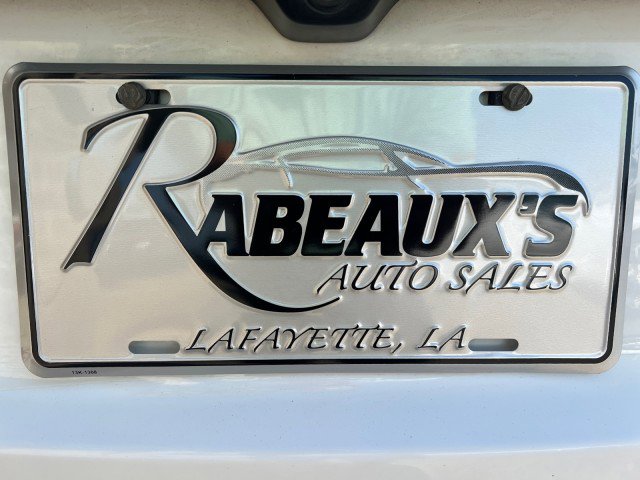 RABEAUX'S
AUTO SALES
LAFAYETTE, LA